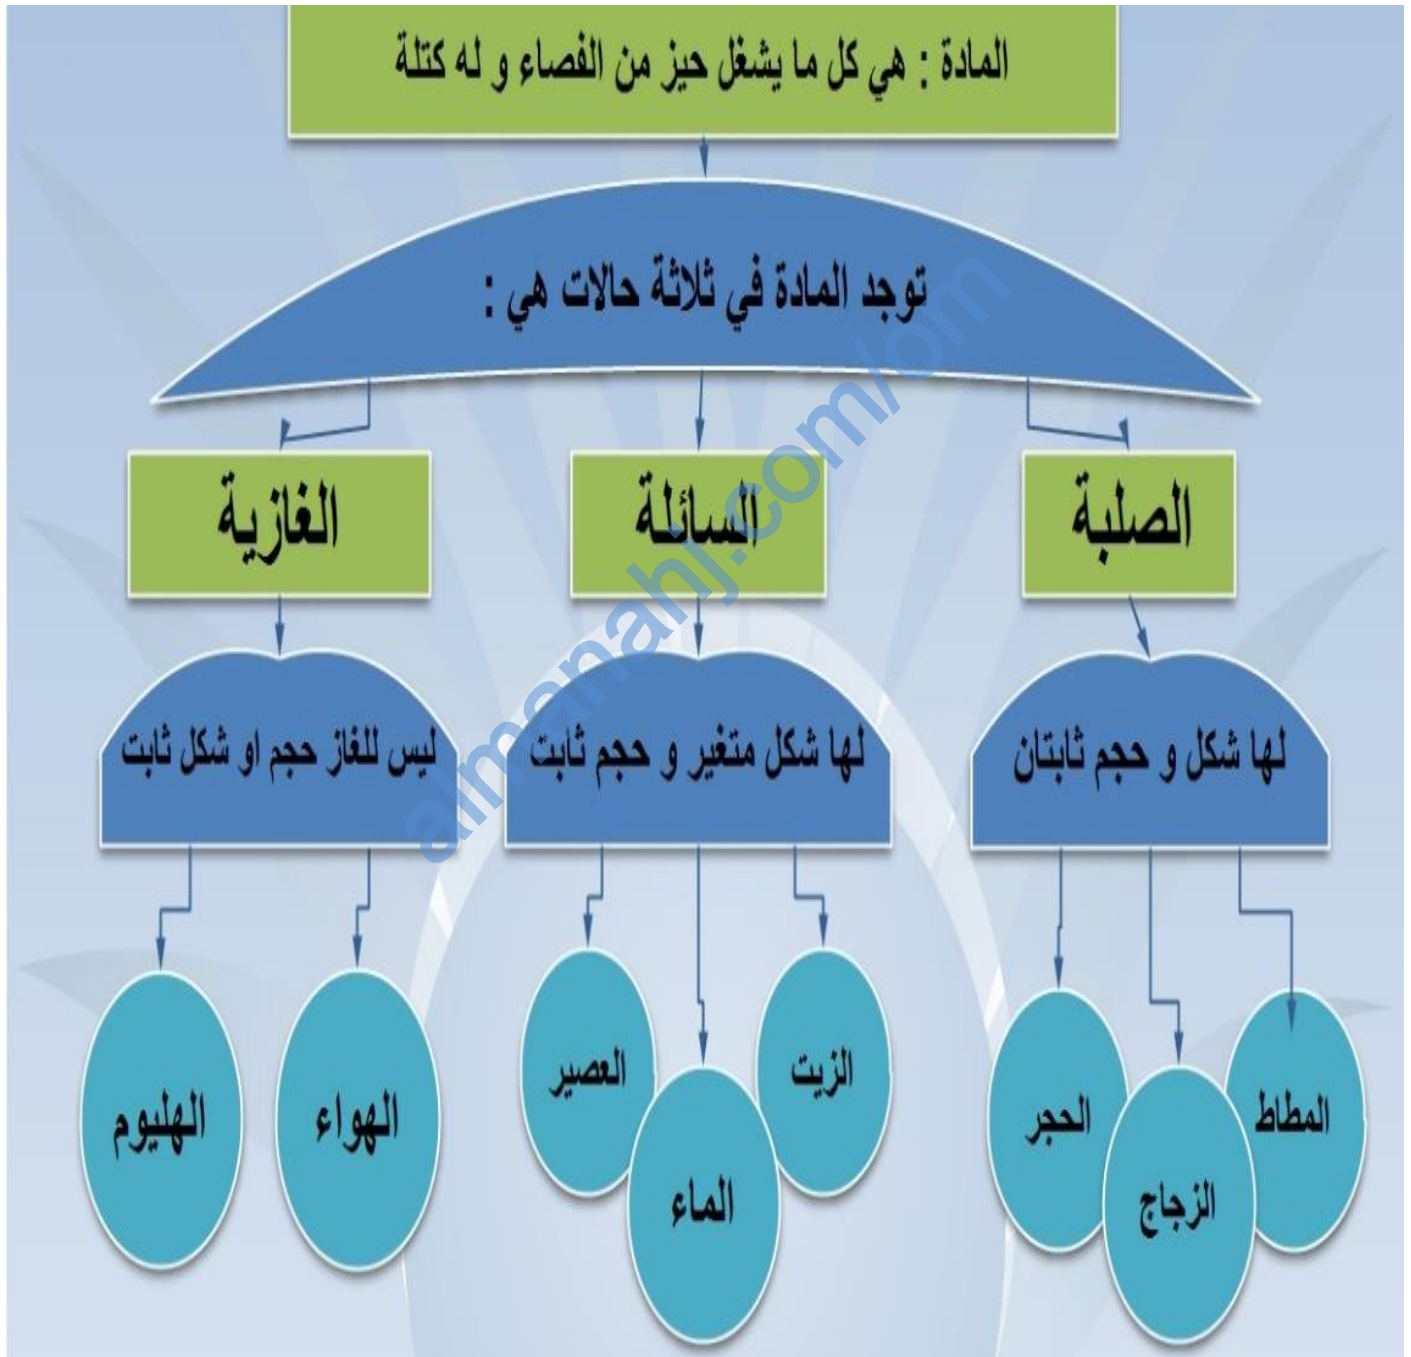 المادة : هي كل ما يشغل حيز من الفصاء و له كتلة
توجد المادة في ثلاثة حالات هي :
الصلبة
السائلة
الغازية
لها شكل و حجم ثابتان
لها شكل متغير و حجم ثابت
ليس للغاز حجم او شكل ثابت
المطاط
الزجاج
الحجر
الزيت
الماء
العصير
الهواء
الهليوم
almanahj.com/om